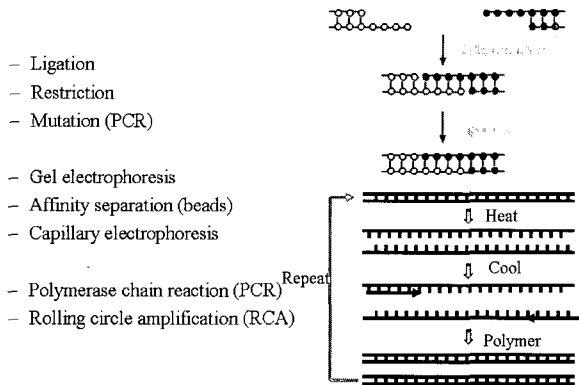 – Ligation
– Restriction
– Mutation (PCR)
– Gel electrophoresis
– Affinity separation (beads)
– Capillary electrophoresis
– Polymerase chain reaction (PCR)
– Rolling circle amplification (RCA)
Heat
Cool
Repeat
Polymer